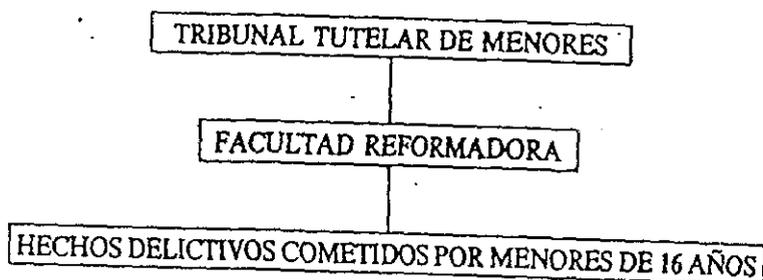 TRIBUNAL TUTELAR DE MENORES
FACULTAD REFORMADORA
HECHOS DELICTIVOS COMETIDOS POR MENORES DE 16 AÑOS